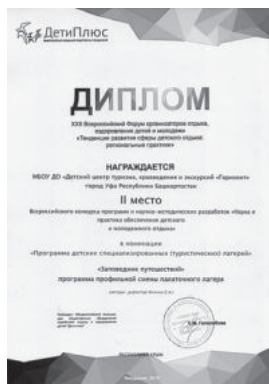 ДетиПлюс
ДИПЛОМ
XXII Всероссийский Форум организаторов отдыха,
оздоровления детей и молодежи
«Тенденции развития сферы детского отдыха:
региональные практики»
НАГРАЖДАЕТСЯ
МБОУ ДО «Детский центр туризма, краеведения и экскурсий «Горизонт»
город Уфа Республики Башкортостан
II место
Всероссийского конкурса программ и научно-методических разработок «Наука и
практика обеспечения детского
и молодежного отдыха»
в номинации
«Программа детских специализированных (туристических) лагерей»
«Заповедник путешествий»
программа профильной смены палаточного лагеря